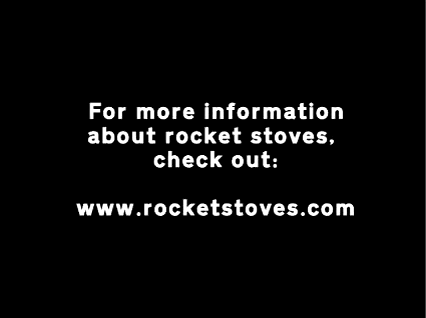 For more information
about rocket stoves,
check out:
www.rocketstoves.com